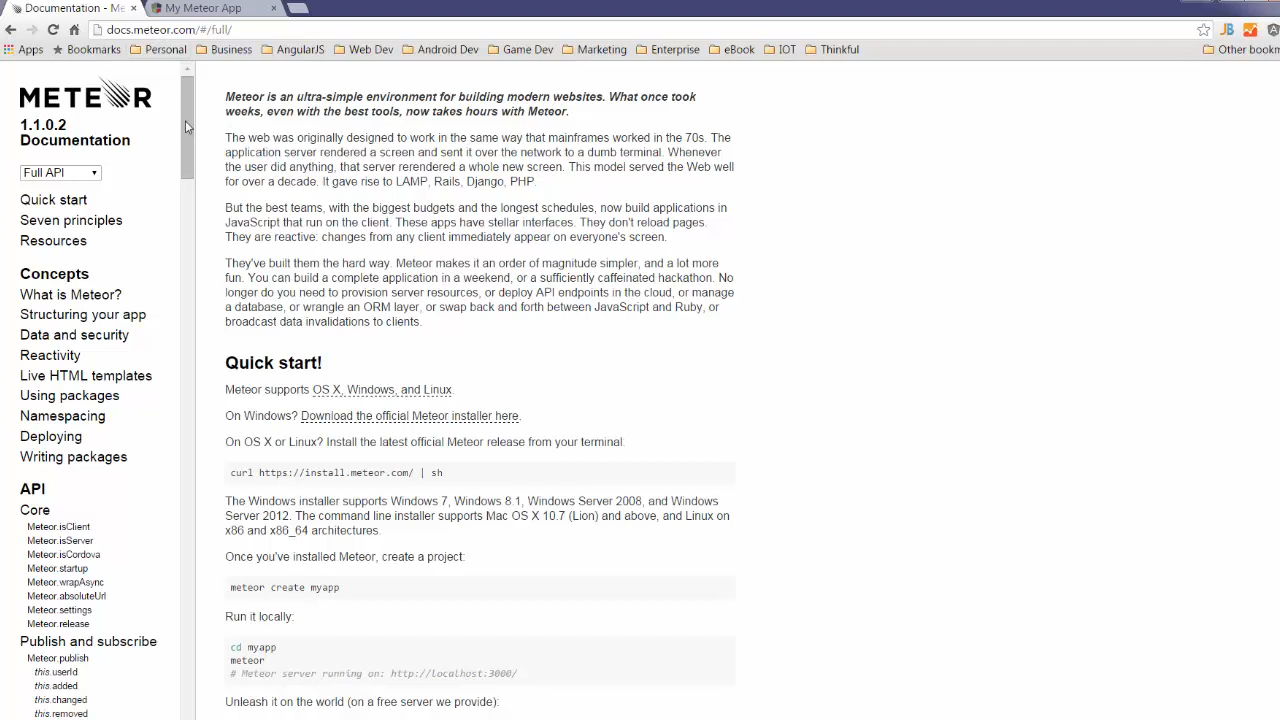 Documentation - Me
My Meteor App
docs.meteor.com/#/full/
Apps Bookmarks Personal Business AngularJS Web Dev Android Dev Game Dev Marketing Enterprise eBook IOT Thinkful Other bookm
METEOR
1.1.0.2
Documentation
Full API
Quick start
Seven principles
Resources
Concepts
What is Meteor?
Structuring your app
Data and security
Reactivity
Live HTML templates
Using packages
Namespacing
Deploying
Writing packages
API
Core
Meteor.isClient
Meteor.isServer
Meteor.isCordova
Meteor.startup
Meteor.wrapAsync
Meteor.absoluteUrl
Meteor.settings
Meteor.release
Publish and subscribe
Meteor.publish
this.userId
this.added
this.changed
this.removed
Meteor is an ultra-simple environment for building modern websites. What once took
weeks, even with the best tools, now takes hours with Meteor.
The web was originally designed to work in the same way that mainframes worked in the 70s. The
application server rendered a screen and sent it over the network to a dumb terminal. Whenever
the user did anything, that server rerendered a whole new screen. This model served the Web well
for over a decade. It gave rise to LAMP, Rails, Django, PHP.
But the best teams, with the biggest budgets and the longest schedules, now build applications in
JavaScript that run on the client. These apps have stellar interfaces. They don't reload pages.
They are reactive: changes from any client immediately appear on everyone's screen.
They've built them the hard way. Meteor makes it an order of magnitude simpler, and a lot more
fun. You can build a complete application in a weekend, or a sufficiently caffeinated hackathon. No
longer do you need to provision server resources, or deploy API endpoints in the cloud, or manage
a database, or wrangle an ORM layer, or swap back and forth between JavaScript and Ruby, or
broadcast data invalidations to clients.
Quick start!
Meteor supports OS X, Windows, and Linux.
On Windows? Download the official Meteor installer here.
On OS X or Linux? Install the latest official Meteor release from your terminal:
curl https://install.meteor.com/ | sh
The Windows installer supports Windows 7, Windows 8.1, Windows Server 2008, and Windows
Server 2012. The command line installer supports Mac OS X 10.7 (Lion) and above, and Linux on
x86 and x86_64 architectures.
Once you've installed Meteor, create a project:
meteor create myapp
Run it locally:
cd myapp
meteor
# Meteor server running on: http://localhost:3000/
Unleash it on the world (on a free server we provide):